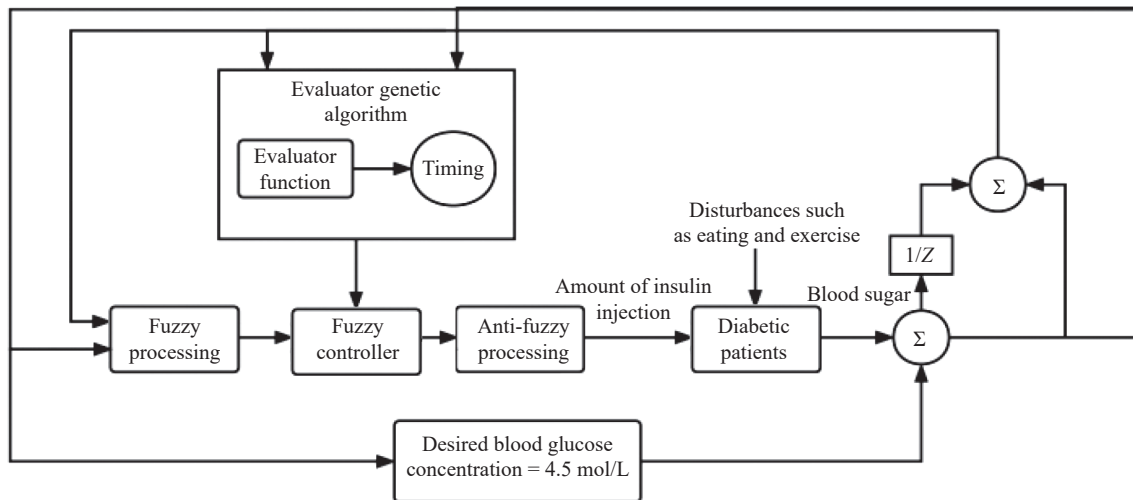 Evaluator genetic
algorithm
Evaluator
function
Timing
Σ
Disturbances such
as eating and exercise
1/Z
Amount of insulin
injection
Blood sugar
Fuzzy
processing
Fuzzy
controller
Anti-fuzzy
processing
Diabetic
patients
Σ
Desired blood glucose
concentration = 4.5 mol/L